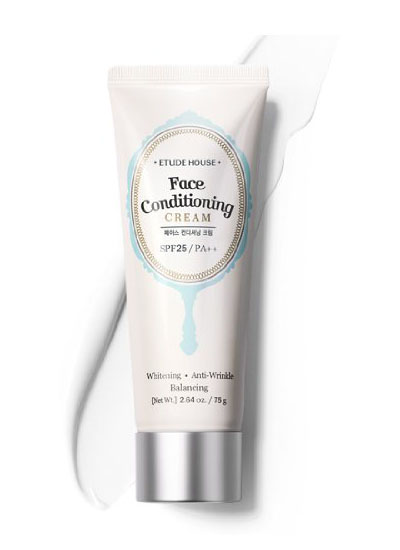 • ETUDE HOUSE •
Face
Conditioning
CREAM
페이스 컨디셔닝 크림
SPF25 / PA++
Whitening • Anti-Wrinkle
Balancing
[Net Wt.] 2.64 oz. / 75 g